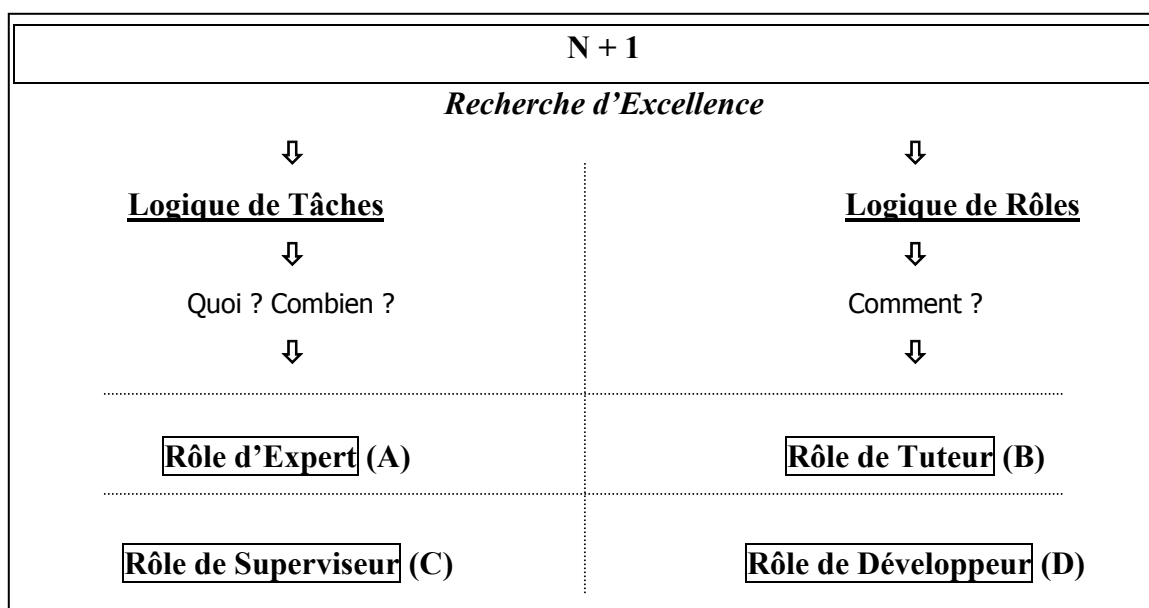 N + 1
Recherche d’Excellence
⇩ ⇩
Logique de Tâches Logique de Rôles
⇩ ⇩
Quoi ? Combien ? Comment ?
⇩ ⇩
Rôle d’Expert (A) Rôle de Tuteur (B)
Rôle de Superviseur (C) Rôle de Développeur (D)